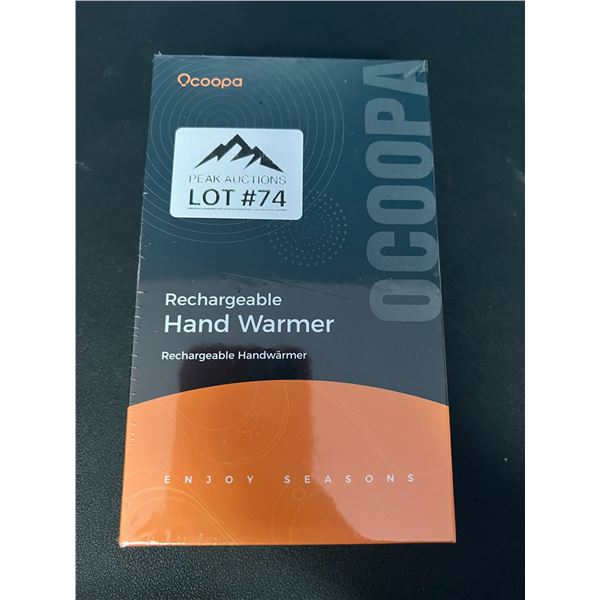 Ocoopa
OCOOPA
PEAK AUCTIONS
LOT #74
Rechargeable
Hand Warmer
Rechargeable Handwärmer
ENJOY SEASONS